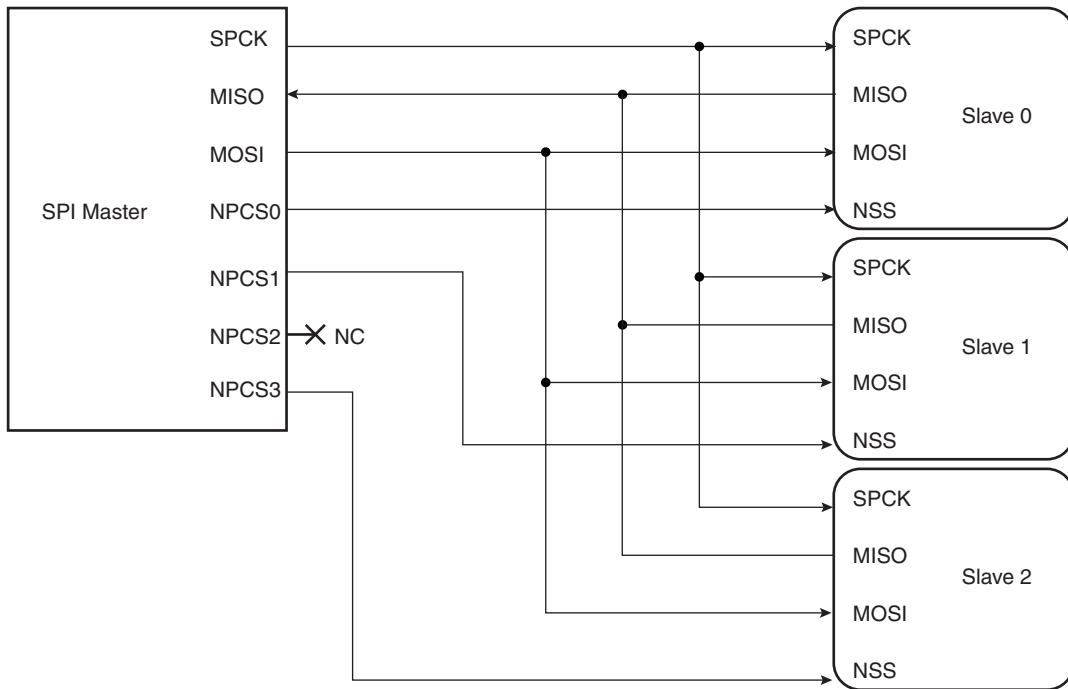 SPCK
MISO
MOSI
SPI Master
NPCS0
NPCS1
NPCS2
NC
NPCS3
SPCK
MISO
Slave 0
MOSI
NSS
SPCK
MISO
Slave 1
MOSI
NSS
SPCK
MISO
Slave 2
MOSI
NSS